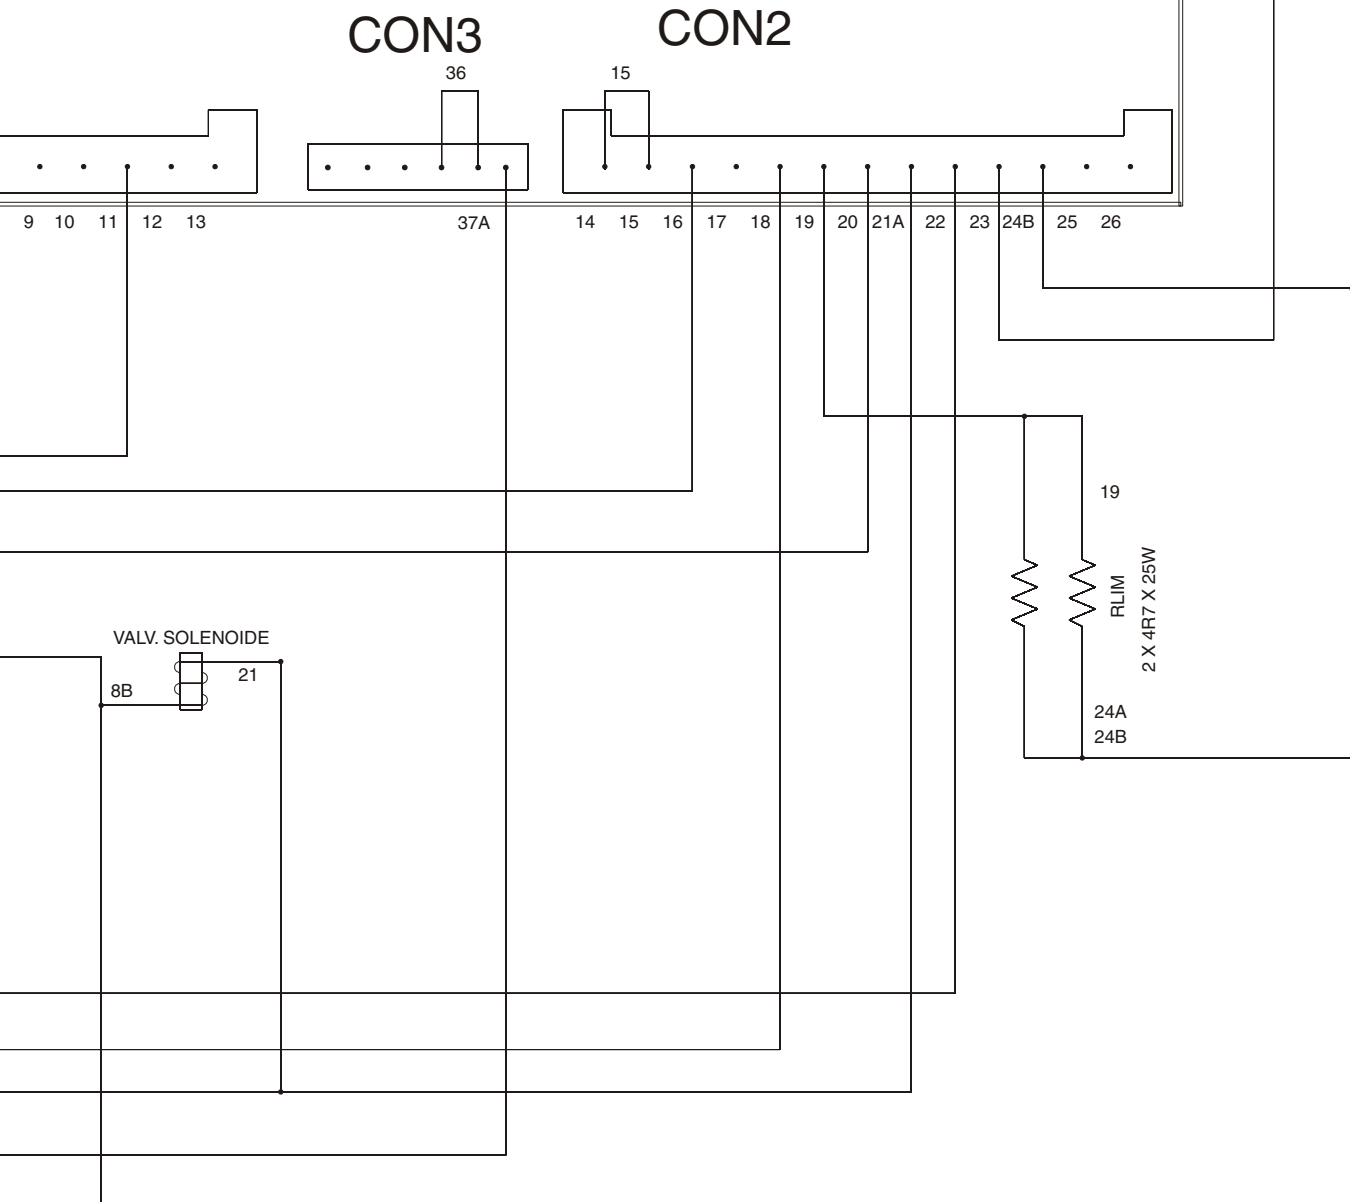 CON3
CON2
36
15
9 10 11 12 13
37A
14 15 16 17 18 19 20 21A 22 23 24B 25 26
19
RLIM
2 X 4R7 X 25W
VALV. SOLENOIDE
21
8B
24A
24B